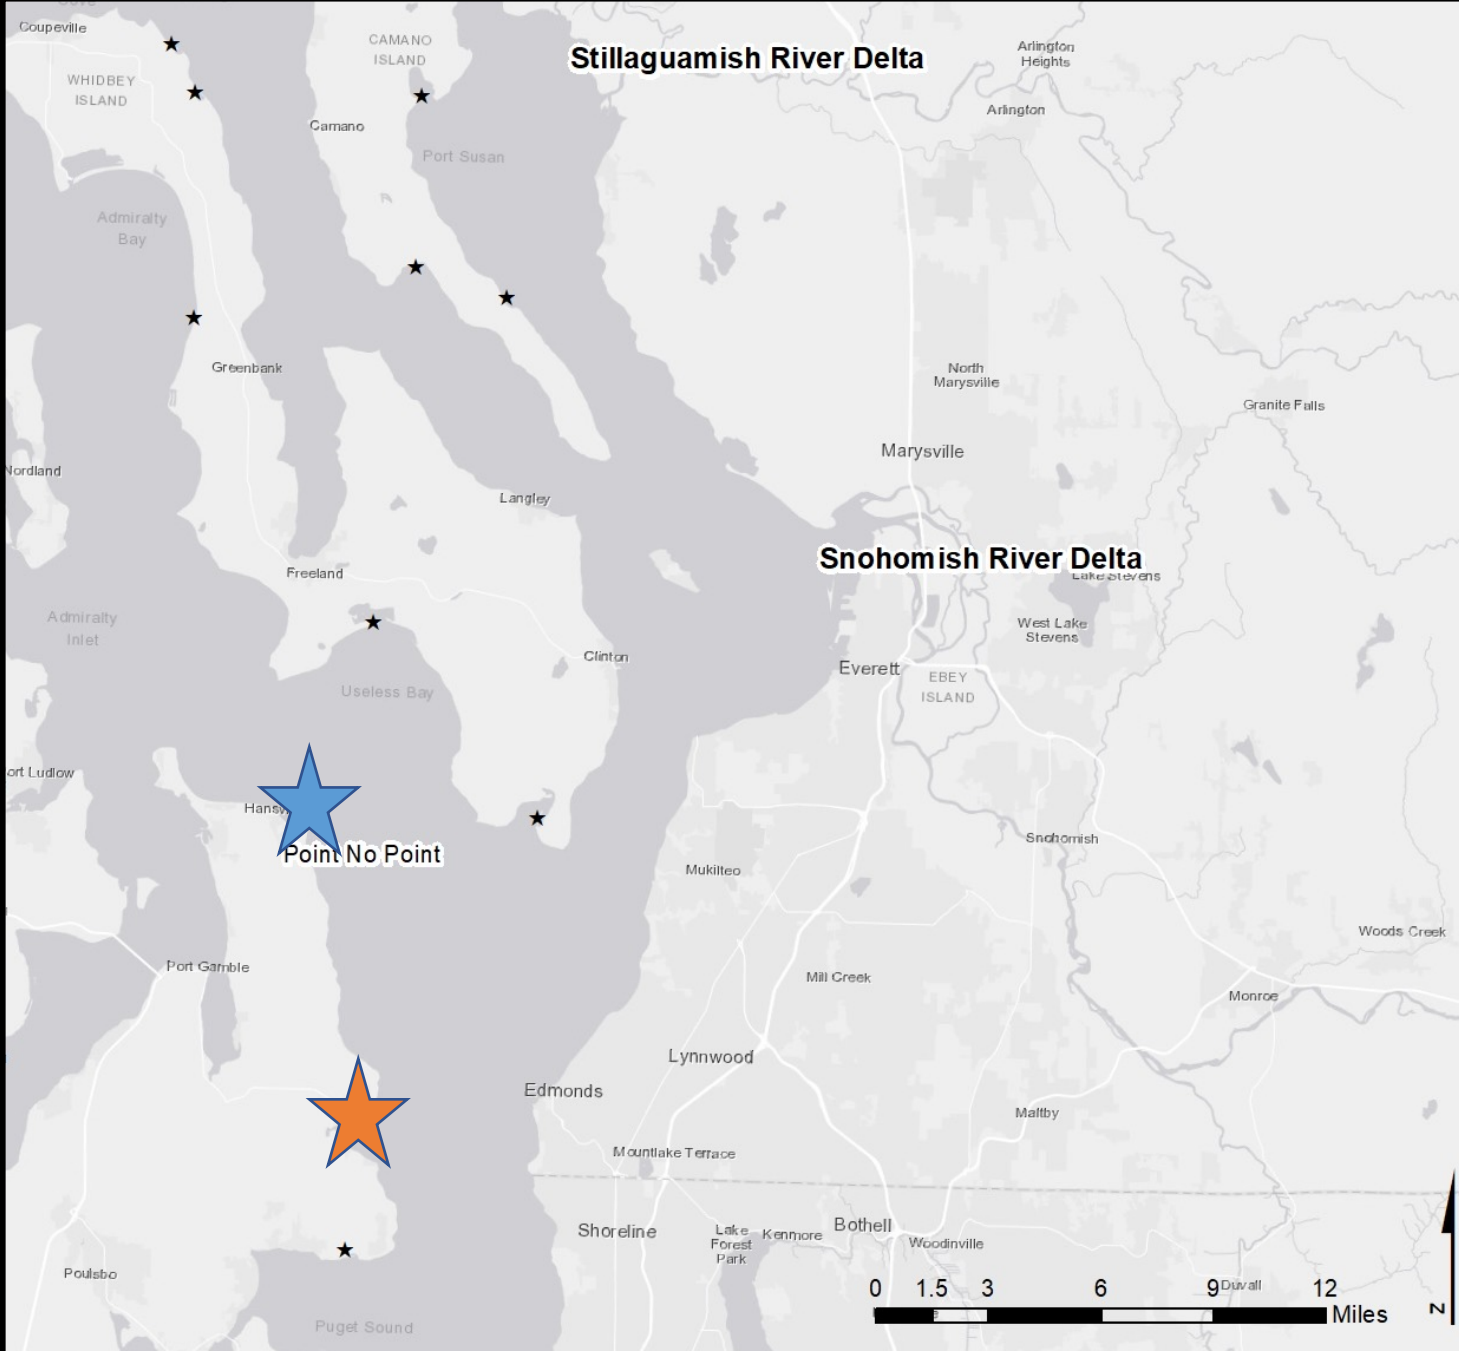 Coupeville
WHIDBEY
ISLAND
CAMANO
ISLAND
Stillaguamish River Delta
Arlington
Heights
Arlington
Camano
Port Susan
Admiralty
Bay
Greenbank
North
Marysville
Granite Falls
Marysville
Nordland
Langley
Snohomish River Delta
Lake Stevens
Freeland
Admiralty
Inlet
West Lake
Stevens
Clinton
Everett
EBEY
ISLAND
Useless Bay
ort Ludlow
Hansv
Point No Point
Snohomish
Mukilteo
Woods Creek
Port Gamble
Mill Creek
Monroe
Lynnwood
Edmonds
Maltby
Mountlake Terrace
Shoreline
Lake
Forest
Park
Kenmore
Bothell
Woodinville
Poulsbo
Duvall
Puget Sound
0 1.5 3 6 9 12
Miles
N